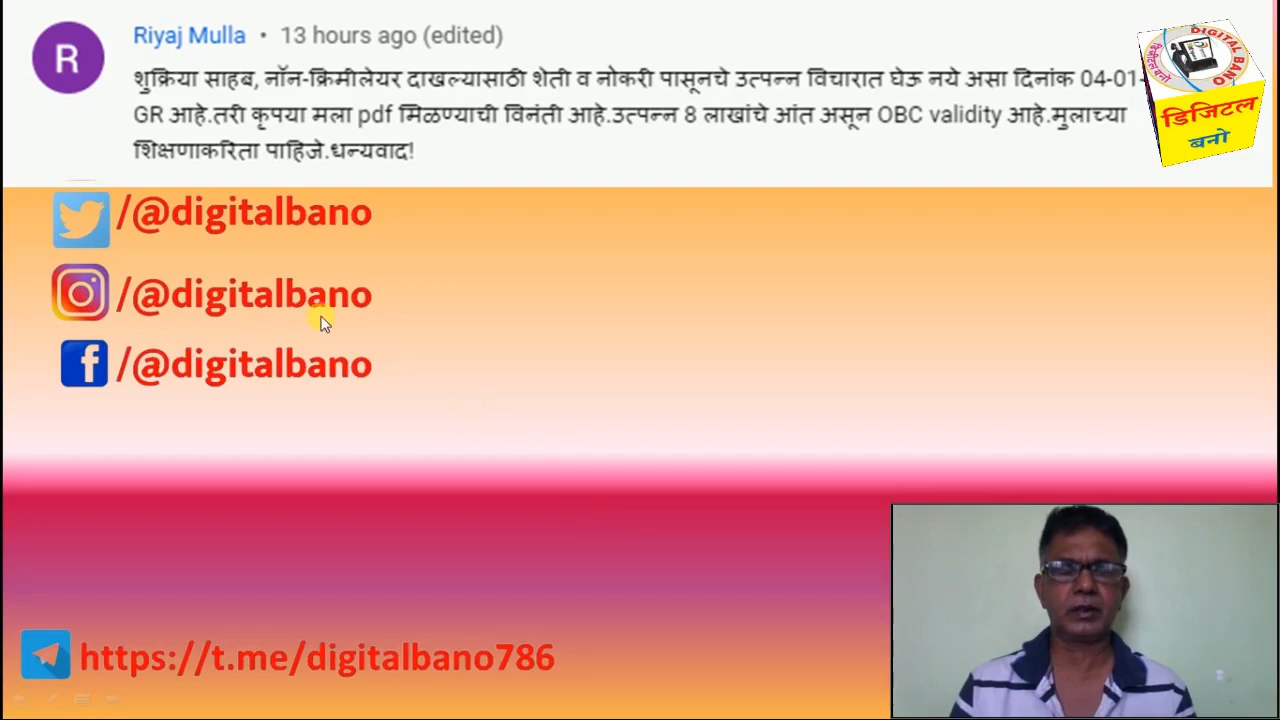 R
Riyaj Mulla • 13 hours ago (edited)
शुक्रिया साहब, नॉन-क्रिमीलेयर दाखल्यासाठी शेती व नोकरी पासूनचे उत्पन्न विचारात घेऊ नये असा दिनांक 04-01-
GR आहे.तरी कृपया मला pdf मिळण्याची विनंती आहे.उत्पन्न 8 लाखांचे आंत असून OBC validity आहे.मुलाच्या
शिक्षणाकरिता पाहिजे.धन्यवाद!
DIGITAL BANO
डिजिटल
बनो
/@digitalbano
/@digitalbano
/@digitalbano
https://t.me/digitalbano786